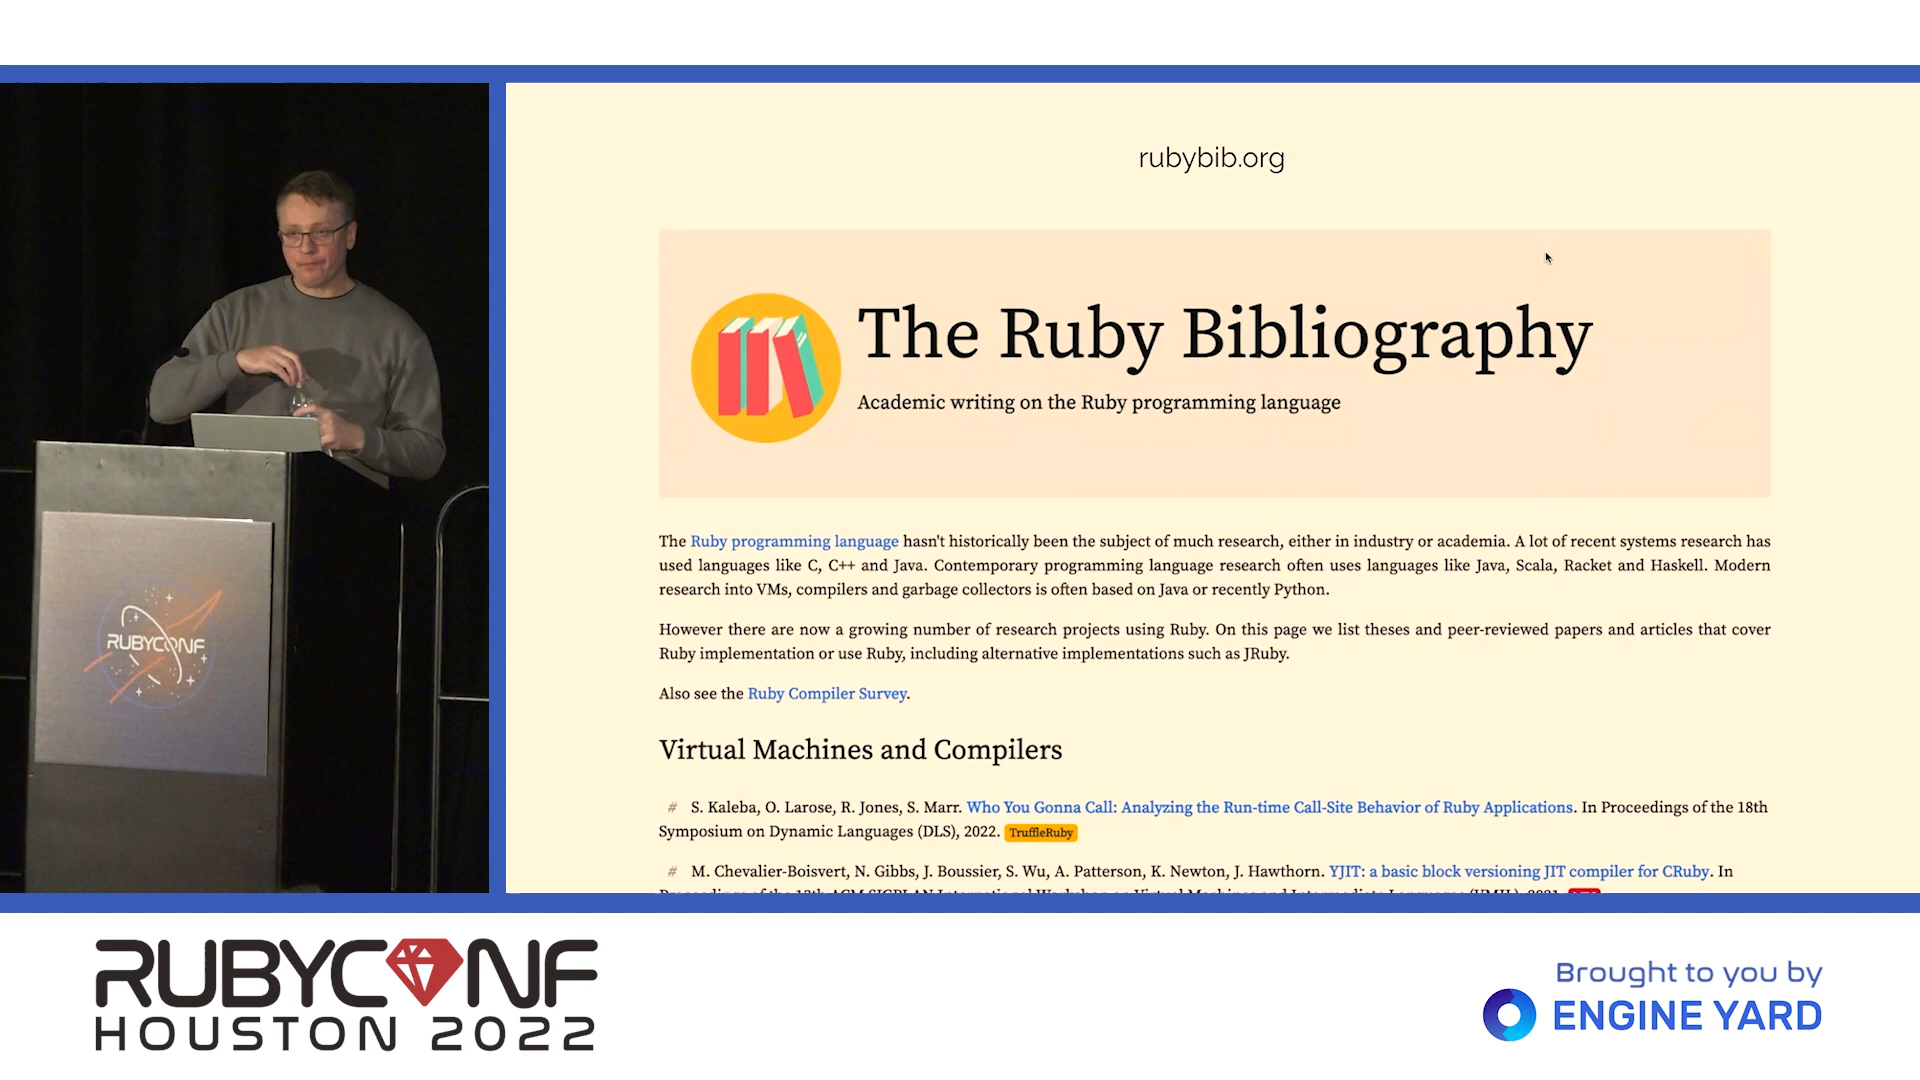 rubybib.org
The Ruby Bibliography
Academic writing on the Ruby programming language
The Ruby programming language hasn't historically been the subject of much research, either in industry or academia. A lot of recent systems research has
used languages like C, C++ and Java. Contemporary programming language research often uses languages like Java, Scala, Racket and Haskell. Modern
research into VMs, compilers and garbage collectors is often based on Java or recently Python.
However there are now a growing number of research projects using Ruby. On this page we list theses and peer-reviewed papers and articles that cover
Ruby implementation or use Ruby, including alternative implementations such as JRuby.
Also see the Ruby Compiler Survey.
Virtual Machines and Compilers
# S. Kaleba, O. Larose, R. Jones, S. Marr. Who You Gonna Call: Analyzing the Run-time Call-Site Behavior of Ruby Applications. In Proceedings of the 18th
Symposium on Dynamic Languages (DLS), 2022. TruffleRuby
# M. Chevalier-Boisvert, N. Gibbs, J. Boussier, S. Wu, A. Patterson, K. Newton, J. Hawthorn. YJIT: a basic block versioning JIT compiler for CRuby. In
RUBYCONF
RUBYCONF
HOUSTON 2022
Brought to you by
ENGINE YARD